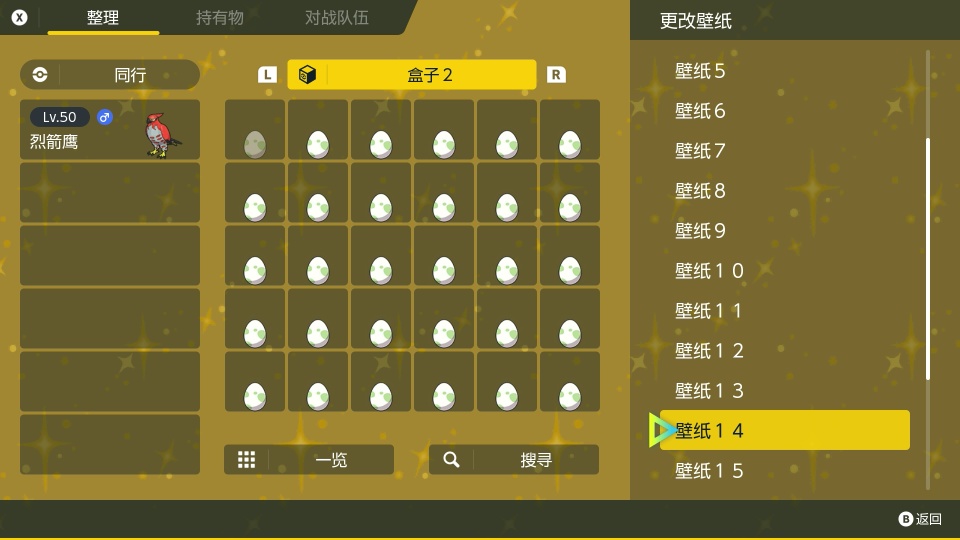 X 整理 持有物 对战队伍
更改壁纸
同行
L 盒子2 R
Lv.50 ♂
烈箭鹰
壁纸5
壁纸6
壁纸7
壁纸8
壁纸9
壁纸10
壁纸11
壁纸12
壁纸13
壁纸14
壁纸15
一览 搜寻
B 返回